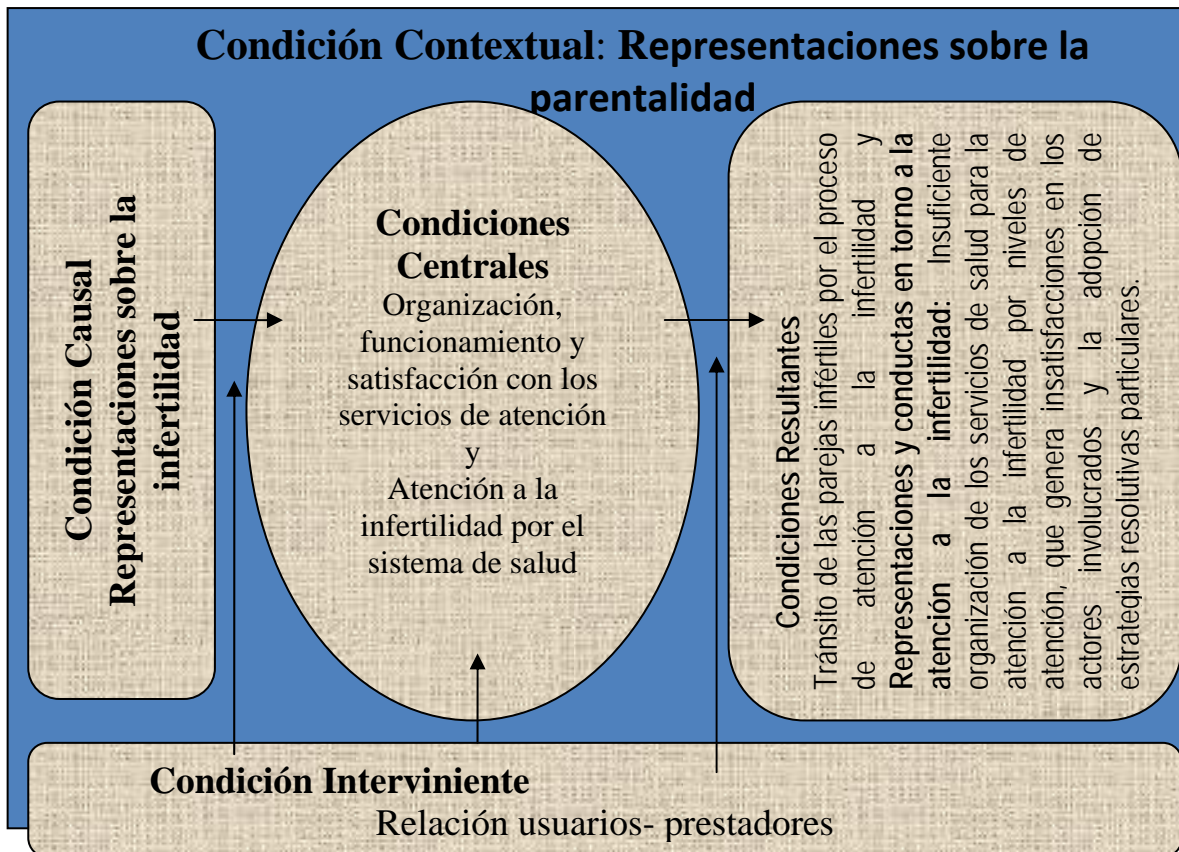 Condición Contextual: Representaciones sobre la
parentalidad
Condición Causal
Representaciones sobre la
infertilidad
Condiciones
Centrales
Organización,
funcionamiento y
satisfacción con los
servicios de atención
y
Atención a la
infertilidad por el
sistema de salud
Condiciones Resultantes
Tránsito de las parejas infértiles por el proceso
de atención a la infertilidad y
Representaciones y conductas en torno a la
atención a la infertilidad: Insuficiente
organización de los servicios de salud para la
atención a la infertilidad por niveles de
atención, que genera insatisfacciones en los
actores involucrados y la adopción de
estrategias resolutivas particulares.
Condición Interviniente
Relación usuarios- prestadores